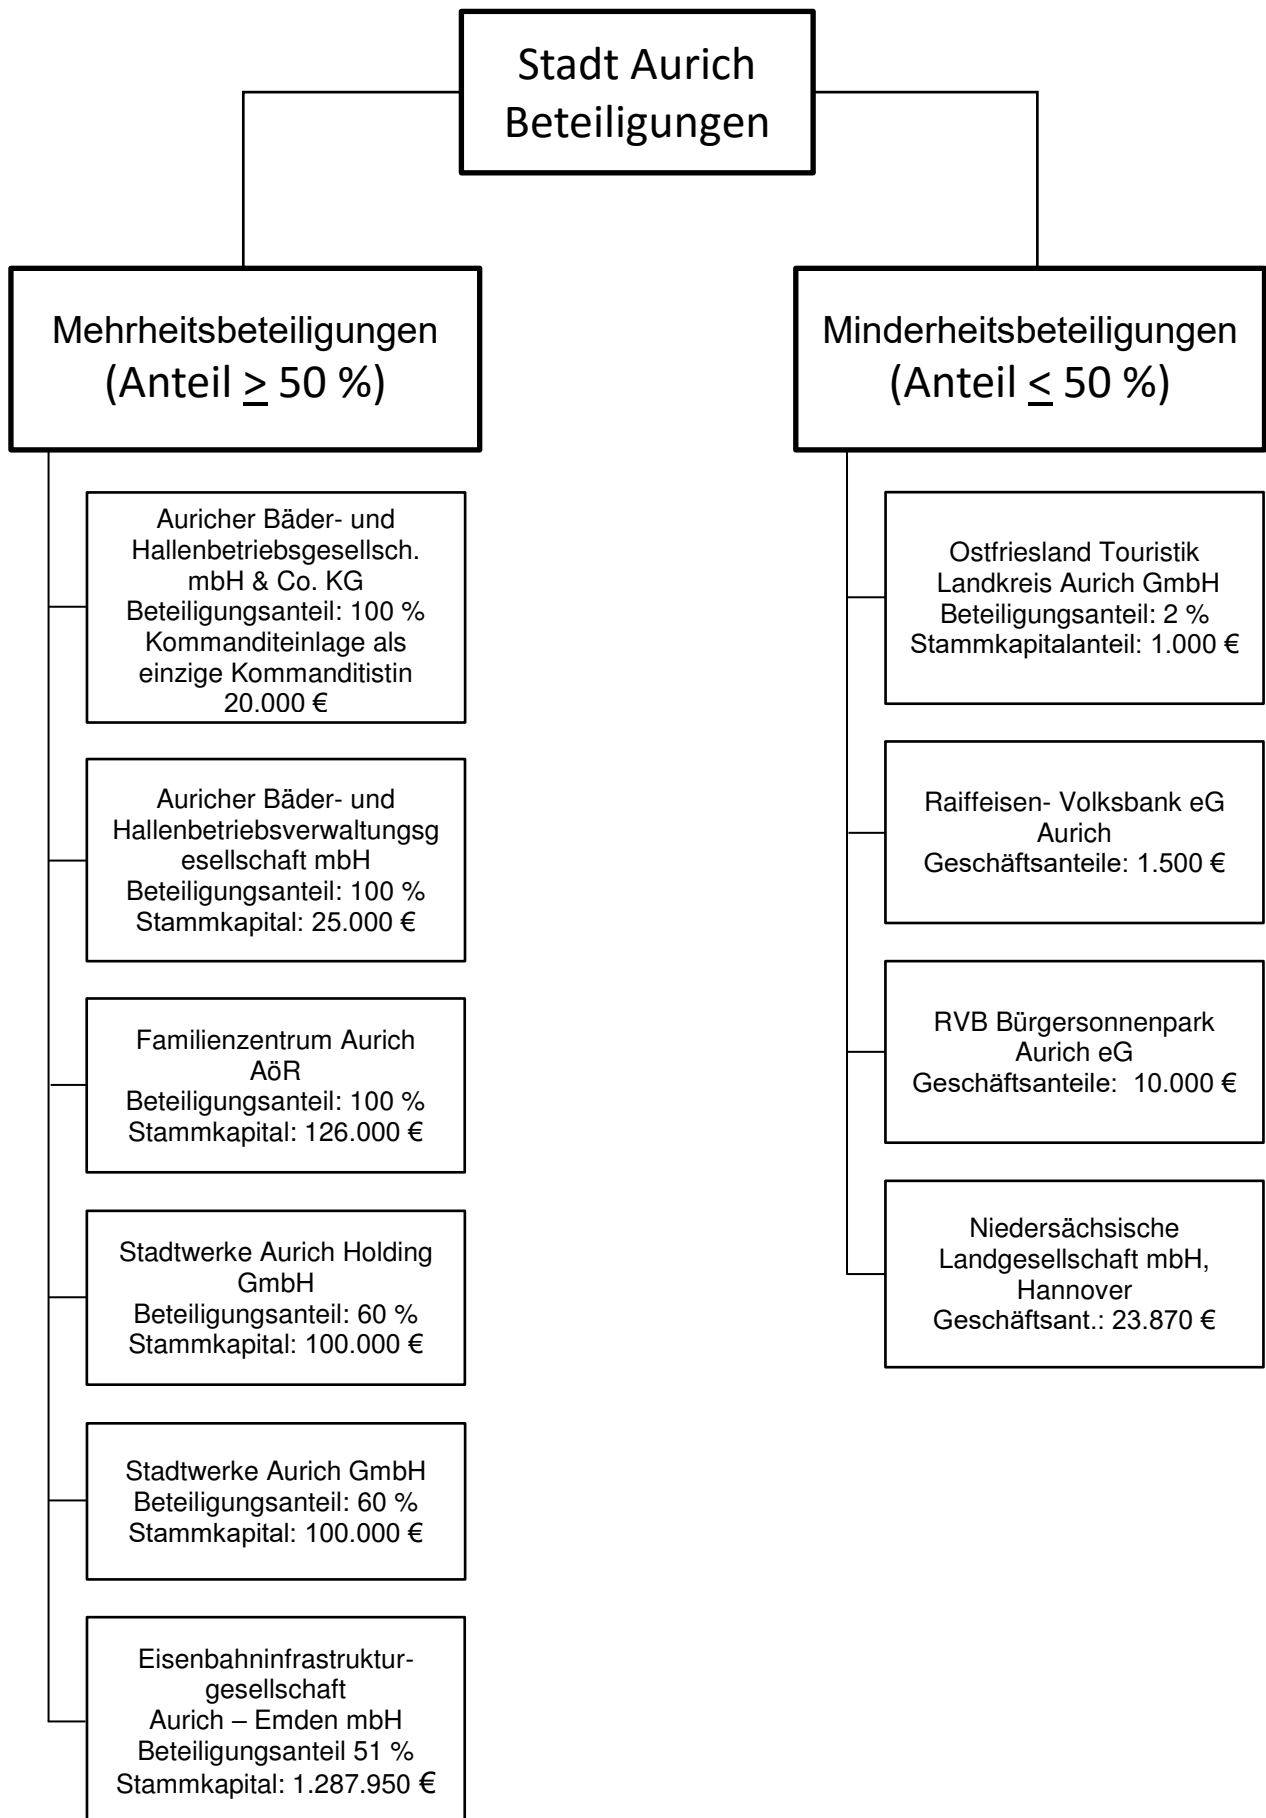 Stadt Aurich
Beteiligungen
Mehrheitsbeteiligungen
(Anteil ≥ 50 %)
Auricher Bäder- und
Hallenbetriebsgesellsch.
mbH & Co. KG
Beteiligungsanteil: 100 %
Kommanditeinlage als
einzige Kommanditistin
20.000 €
Auricher Bäder- und
Hallenbetriebsverwaltungsg
esellschaft mbH
Beteiligungsanteil: 100 %
Stammkapital: 25.000 €
Familienzentrum Aurich
AöR
Beteiligungsanteil: 100 %
Stammkapital: 126.000 €
Stadtwerke Aurich Holding
GmbH
Beteiligungsanteil: 60 %
Stammkapital: 100.000 €
Stadtwerke Aurich GmbH
Beteiligungsanteil: 60 %
Stammkapital: 100.000 €
Eisenbahninfrastruktur-
gesellschaft
Aurich – Emden mbH
Beteiligungsanteil 51 %
Stammkapital: 1.287.950 €
Minderheitsbeteiligungen
(Anteil ≤ 50 %)
Ostfriesland Touristik
Landkreis Aurich GmbH
Beteiligungsanteil: 2 %
Stammkapitalanteil: 1.000 €
Raiffeisen- Volksbank eG
Aurich
Geschäftsanteile: 1.500 €
RVB Bürgersonnenpark
Aurich eG
Geschäftsanteile: 10.000 €
Niedersächsische
Landgesellschaft mbH,
Hannover
Geschäftsant.: 23.870 €